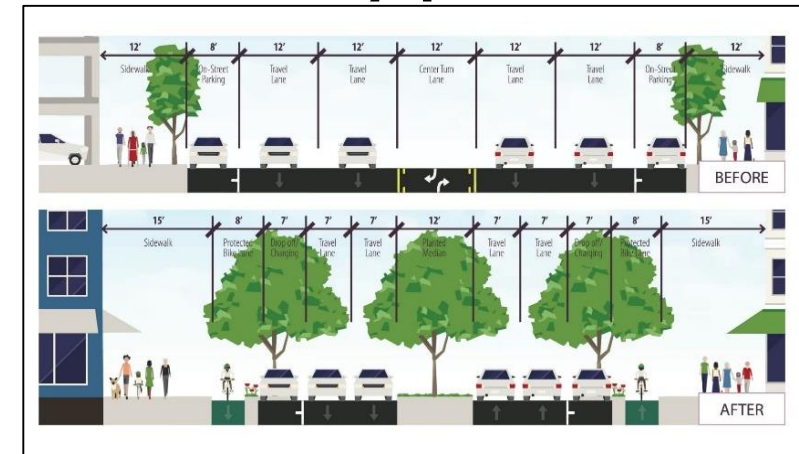 12' 8' 12' 12' 12' 12' 12' 8' 12'
Sidewalk On-Street Travel Travel Center Turn Travel Travel On-Street Sidewalk
Parking Lane Lane Lane Lane Lane Parking
BEFORE
15' 8' 7' 7' 7' 12' 7' 7' 7' 8' 15'
Sidewalk Protected Drop off/ Travel Travel Planted Travel Travel Drop off/ Protected Sidewalk
Bike Lane Charging Lane Lane Median Lane Lane Charging Bike Lane
AFTER